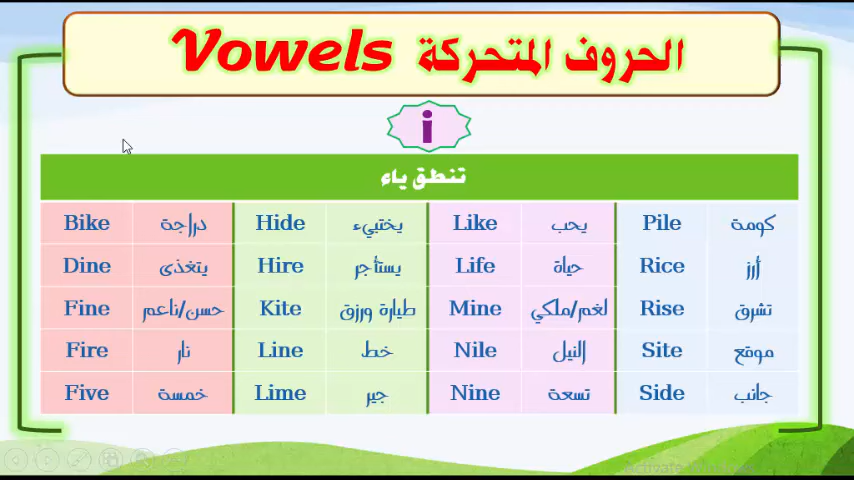 Vowels الحروف المتحركة
i
تنطق ياء
Bike دراجة Hide يختبيء Like يحب Pile كومة
Dine يتغذى Hire يستأجر Life حياة Rice أرز
Fine حسن/ناعم Kite طيارة ورزق Mine لغم/ملكي Rise تشرق
Fire نار Line خط Nile النيل Site موقع
Five خمسة Lime جير Nine تسعة Side جانب